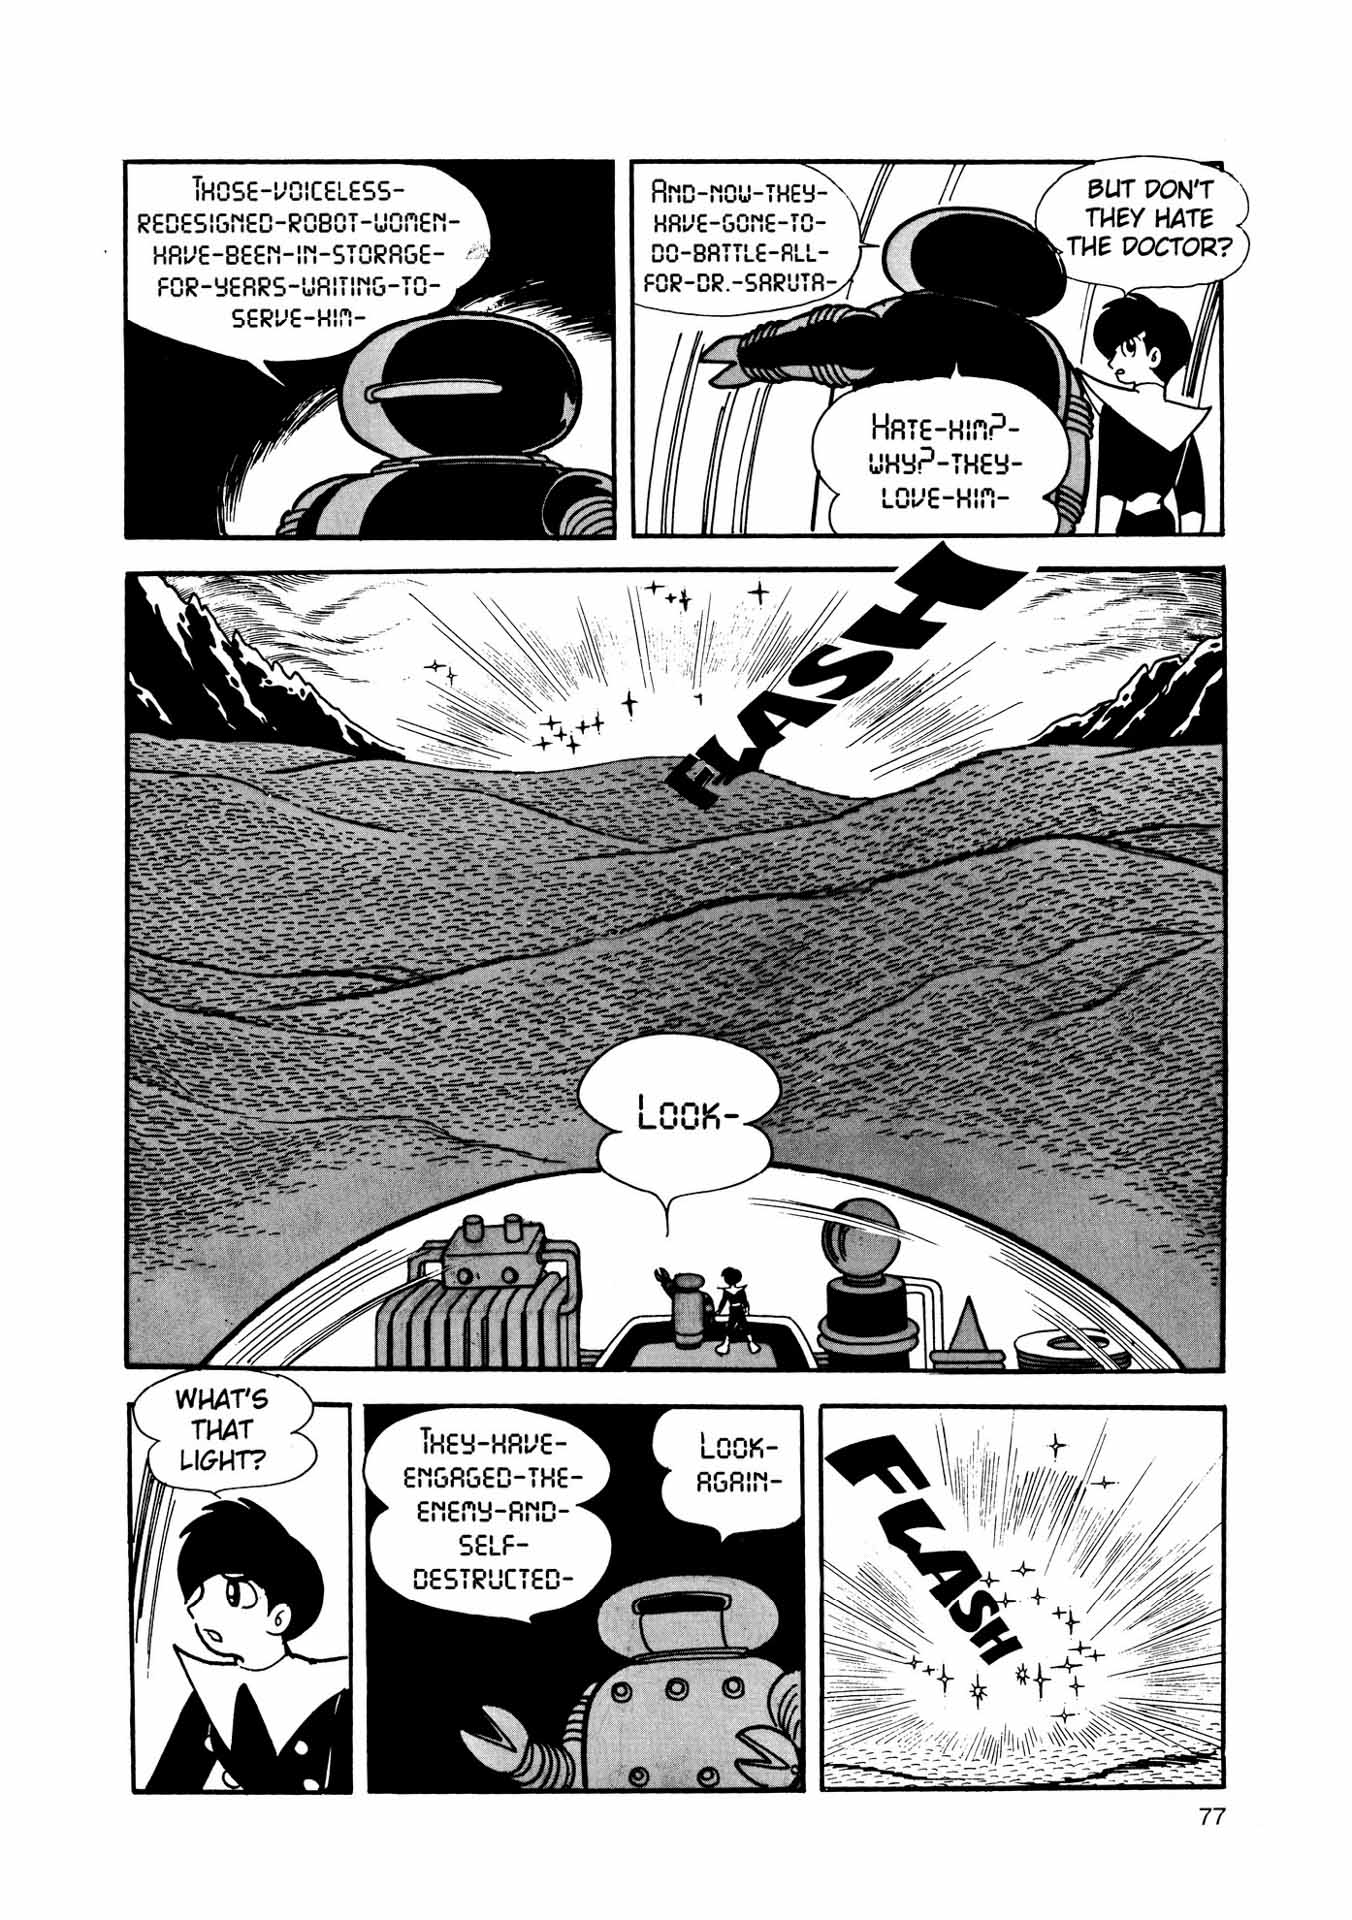 THOSE-VOICELESS-
REDESIGNED-ROBOT-WOMEN-
HAVE-BEEN-IN-STORAGE-
FOR-YEARS-WAITING-TO-
SERVE-HIM-
AND-NOW-THEY-
HAVE-GONE-TO-
DO-BATTLE-ALL-
FOR-DR.-SARUTA-
BUT DON'T
THEY HATE
THE DOCTOR?
HATE-HIM?-
WHY?-THEY-
LOVE-HIM-
FLASH
LOOK-
WHAT'S
THAT
LIGHT?
THEY-HAVE-
ENGAGED-THE-
ENEMY-AND-
SELF-
DESTRUCTED-
LOOK-
AGAIN-
FLASH
77